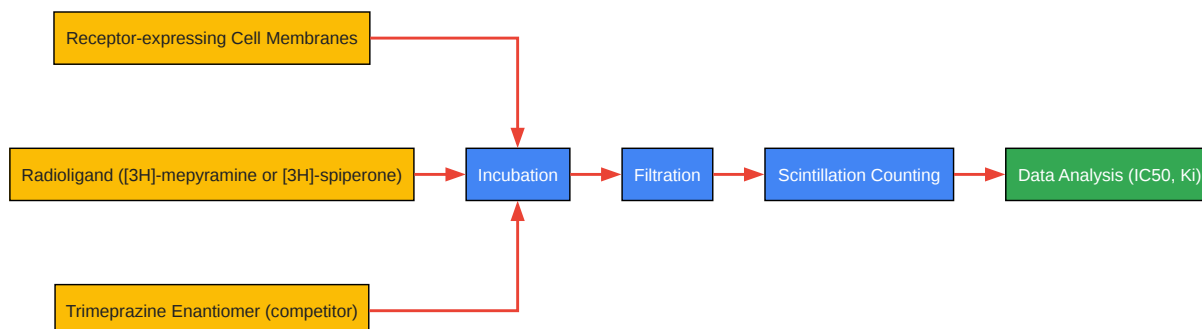 Receptor-expressing Cell Membranes
Radioligand ([3H]-mepyramine or [3H]-spiperone)
Incubation
Filtration
Scintillation Counting
Data Analysis (IC50, Ki)
Trimeprazine Enantiomer (competitor)